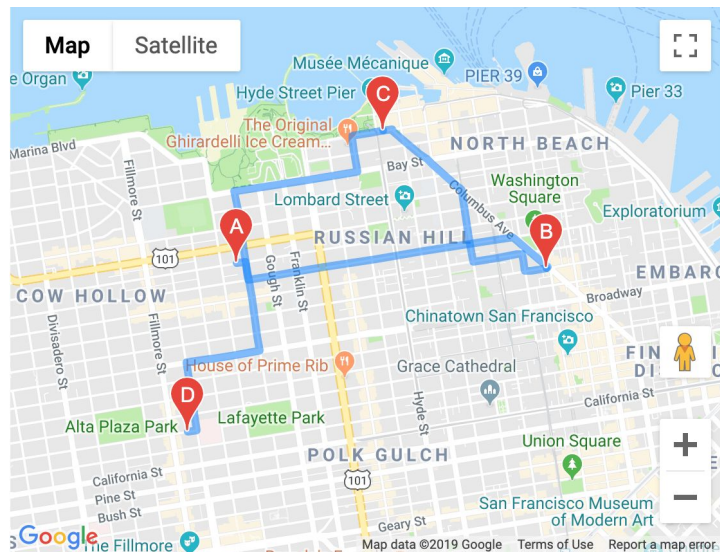 Map
Satellite
Musée Mécanique
PIER 39
e Organ
Hyde Street Pier
Pier 33
C
The Original
Ghirardelli Ice Cream...
Marina Blvd
NORTH BEACH
Bay St
Fillmore St
Lombard Street
Columbus Ave
Washington
Square
Exploratorium
A
RUSSIAN HILL
B
101
Gough St
Franklin St
EMBARC
COW HOLLOW
Broadway
Divisadero St
Fillmore St
Chinatown San Francisco
House of Prime Rib
Grace Cathedral
FIN
DI
D
Hyde St
California St
Alta Plaza Park
Lafayette Park
Union Square
POLK GULCH
California St
Pine St
Bush St
101
San Francisco Museum
of Modern Art
Geary St
Google
The Fillmore
Map data ©2019 Google
Terms of Use
Report a map error